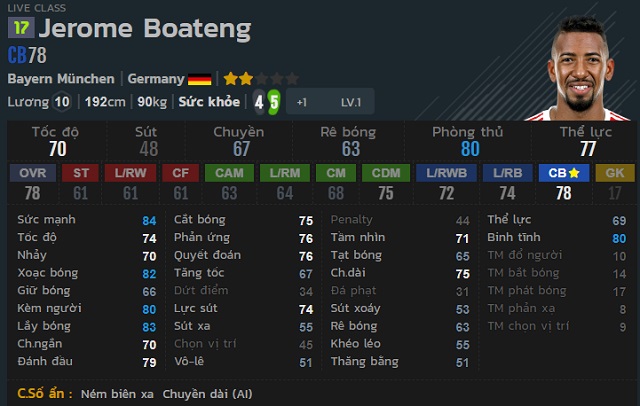 LIVE CLASS
17 Jerome Boateng
CB78
Bayern München | Germany
Lương 10 | 192cm | 90kg | Sức khỏe | 4 5 +1 LV.1
Tốc độ Sút Chuyền Rê bóng Phòng thủ Thể lực
70 48 67 63 80 77
OVR ST L/RW CF CAM L/RM CM CDM L/RWB L/RB CB GK
78 61 61 61 63 64 68 75 72 74 78 17
Sức mạnh 84 Cắt bóng 75 Penalty 44 Thể lực 69
Tốc độ 74 Phản ứng 76 Tầm nhìn 71 Bình tĩnh 80
Nhảy 70 Quyết đoán 76 Tạt bóng 65 TM đổ người 10
Xoạc bóng 82 Tăng tốc 67 Ch.dài 75 TM bắt bóng 14
Giữ bóng 66 Dứt điểm 34 Đá phạt 31 TM phát bóng 17
Kèm người 80 Lực sút 74 Sút xoáy 53 TM phản xạ 8
Lấy bóng 83 Sút xa 55 Rê bóng 63 TM chọn vị trí 9
Ch.ngắn 70 Chọn vị trí 45 Khéo léo 55
Đánh đầu 79 Vô-lê 51 Thăng bằng 51
C.Số ẩn : Ném biên xa Chuyền dài (AI)